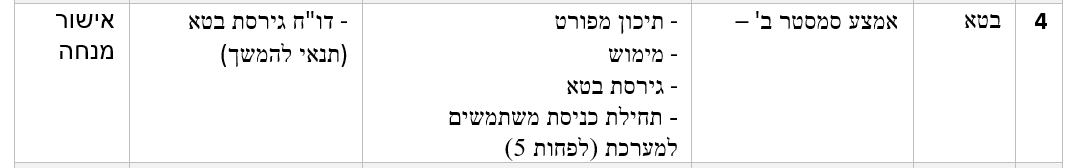 4
בטא
אמצע סמסטר ב' –
- תיכון מפורט
- מימוש
- גירסת בטא
- תחילת כניסת משתמשים
למערכת (לפחות 5)
- דו"ח גירסת בטא
(תנאי להמשך)
אישור
מנחה